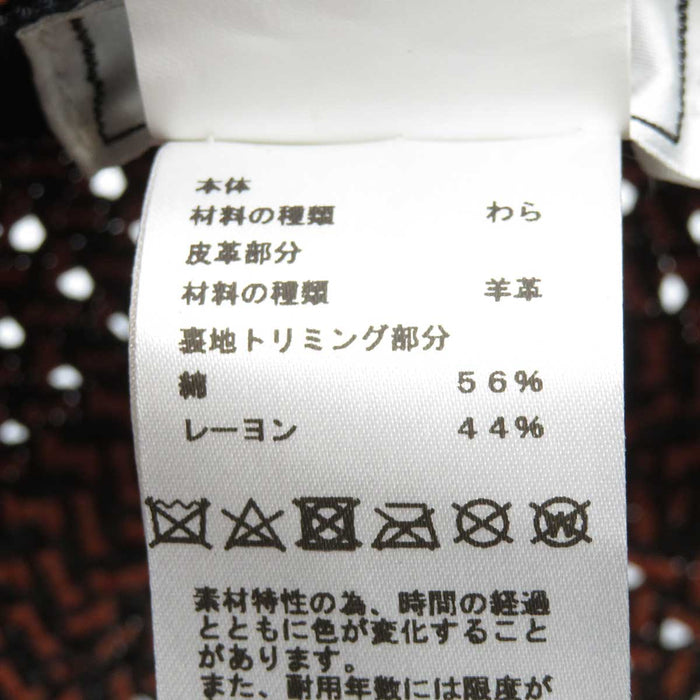 本体
材料の種類 わら
皮革部分
材料の種類 羊革
裏地トリミング部分
綿 56%
レーヨン 44%
素材特性の為、時間の経過
とともに色が変化すること
があります。
また、耐用年数には限度が